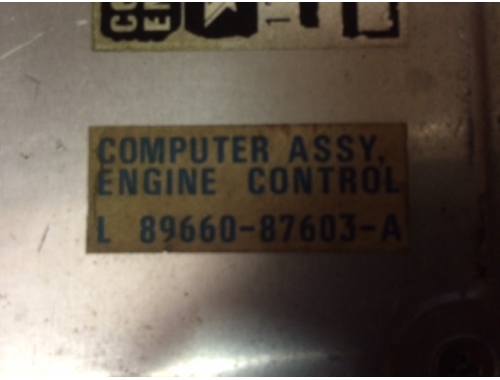 COMPUTER ASSY,
ENGINE CONTROL
L 89660-87603-A